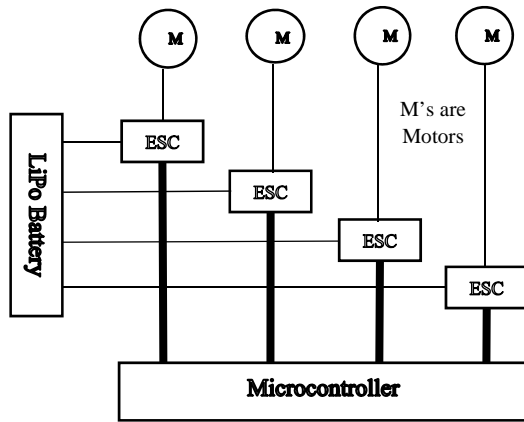 M
M
M
M
M's are
Motors
ESC
LiPo Battery
ESC
ESC
ESC
Microcontroller